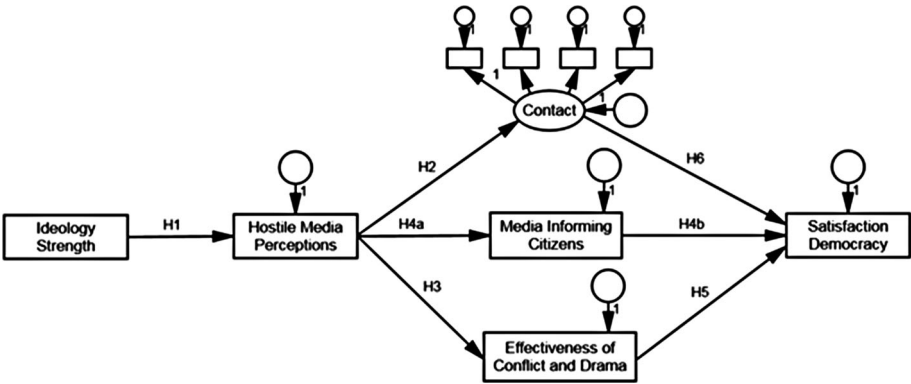 1 1 1 1
1
1
Contact
H2
H6
1
1
1
Ideology
Strength
H1
Hostile Media
Perceptions
H4a
Media Informing
Citizens
H4b
Satisfaction
Democracy
H3
1
H5
Effectiveness of
Conflict and Drama